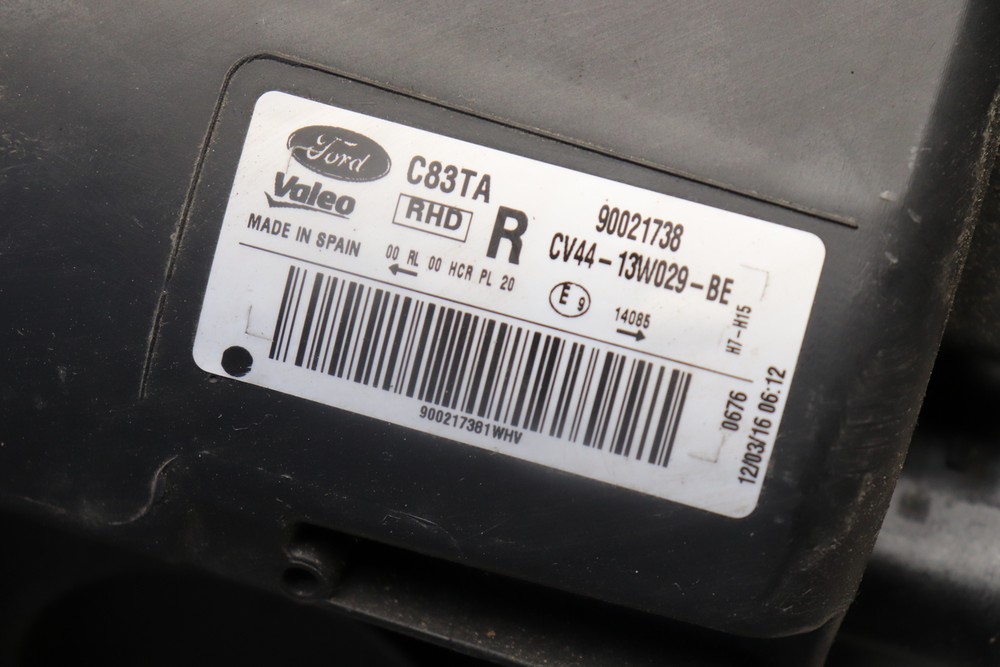 Ford
Valeo
MADE IN SPAIN
C83TA
RHD
R
00 RL 00 HCR PL 20
90021738
CV44-13W029-BE
E 9
14085
H7-H15
900217381WHV
0676
12/03/16 06:12